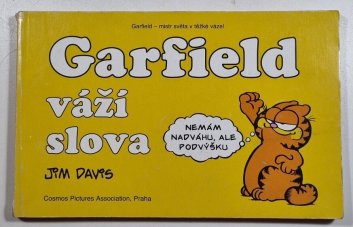 Garfield – mistr světa v těžké váze!
Garfield
váží
slova
NEMÁM
NADVÁHU, ALE
PODVÝŠKU
JIM DAVIS
Cosmos Pictures Association, Praha